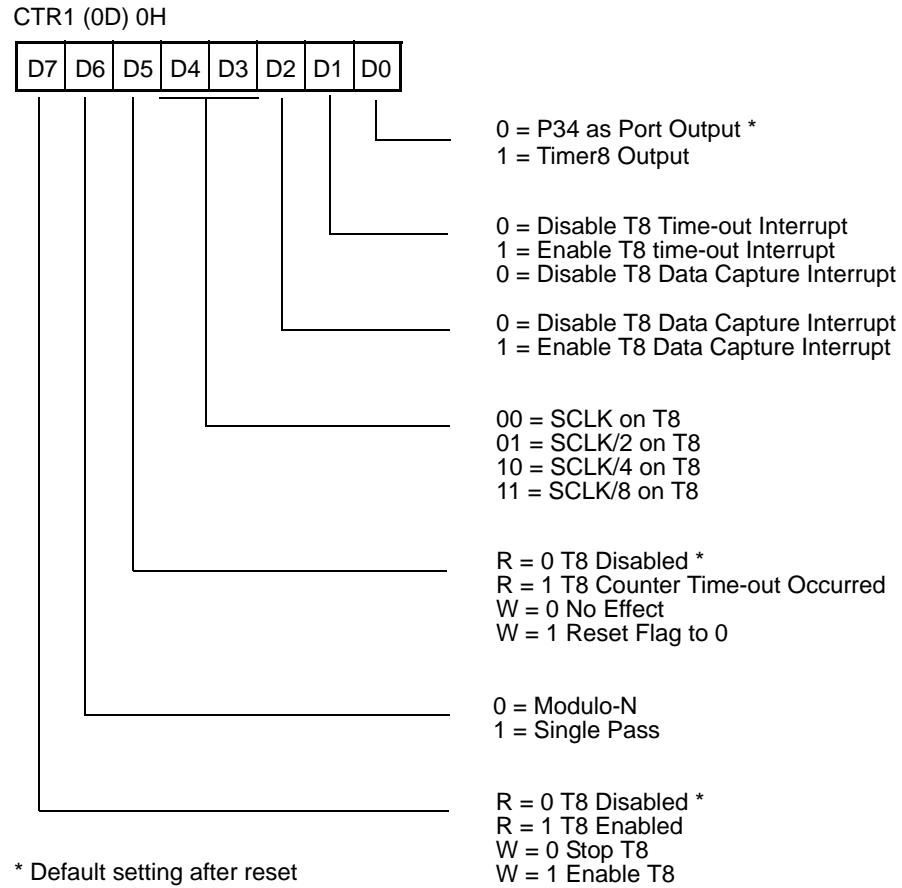 CTR1 (0D) 0H
D7 D6 D5 D4 D3 D2 D1 D0
0 = P34 as Port Output *
1 = Timer8 Output
0 = Disable T8 Time-out Interrupt
1 = Enable T8 time-out Interrupt
0 = Disable T8 Data Capture Interrupt
0 = Disable T8 Data Capture Interrupt
1 = Enable T8 Data Capture Interrupt
00 = SCLK on T8
01 = SCLK/2 on T8
10 = SCLK/4 on T8
11 = SCLK/8 on T8
R = 0 T8 Disabled *
R = 1 T8 Counter Time-out Occurred
W = 0 No Effect
W = 1 Reset Flag to 0
0 = Modulo-N
1 = Single Pass
R = 0 T8 Disabled *
R = 1 T8 Enabled
W = 0 Stop T8
W = 1 Enable T8
* Default setting after reset